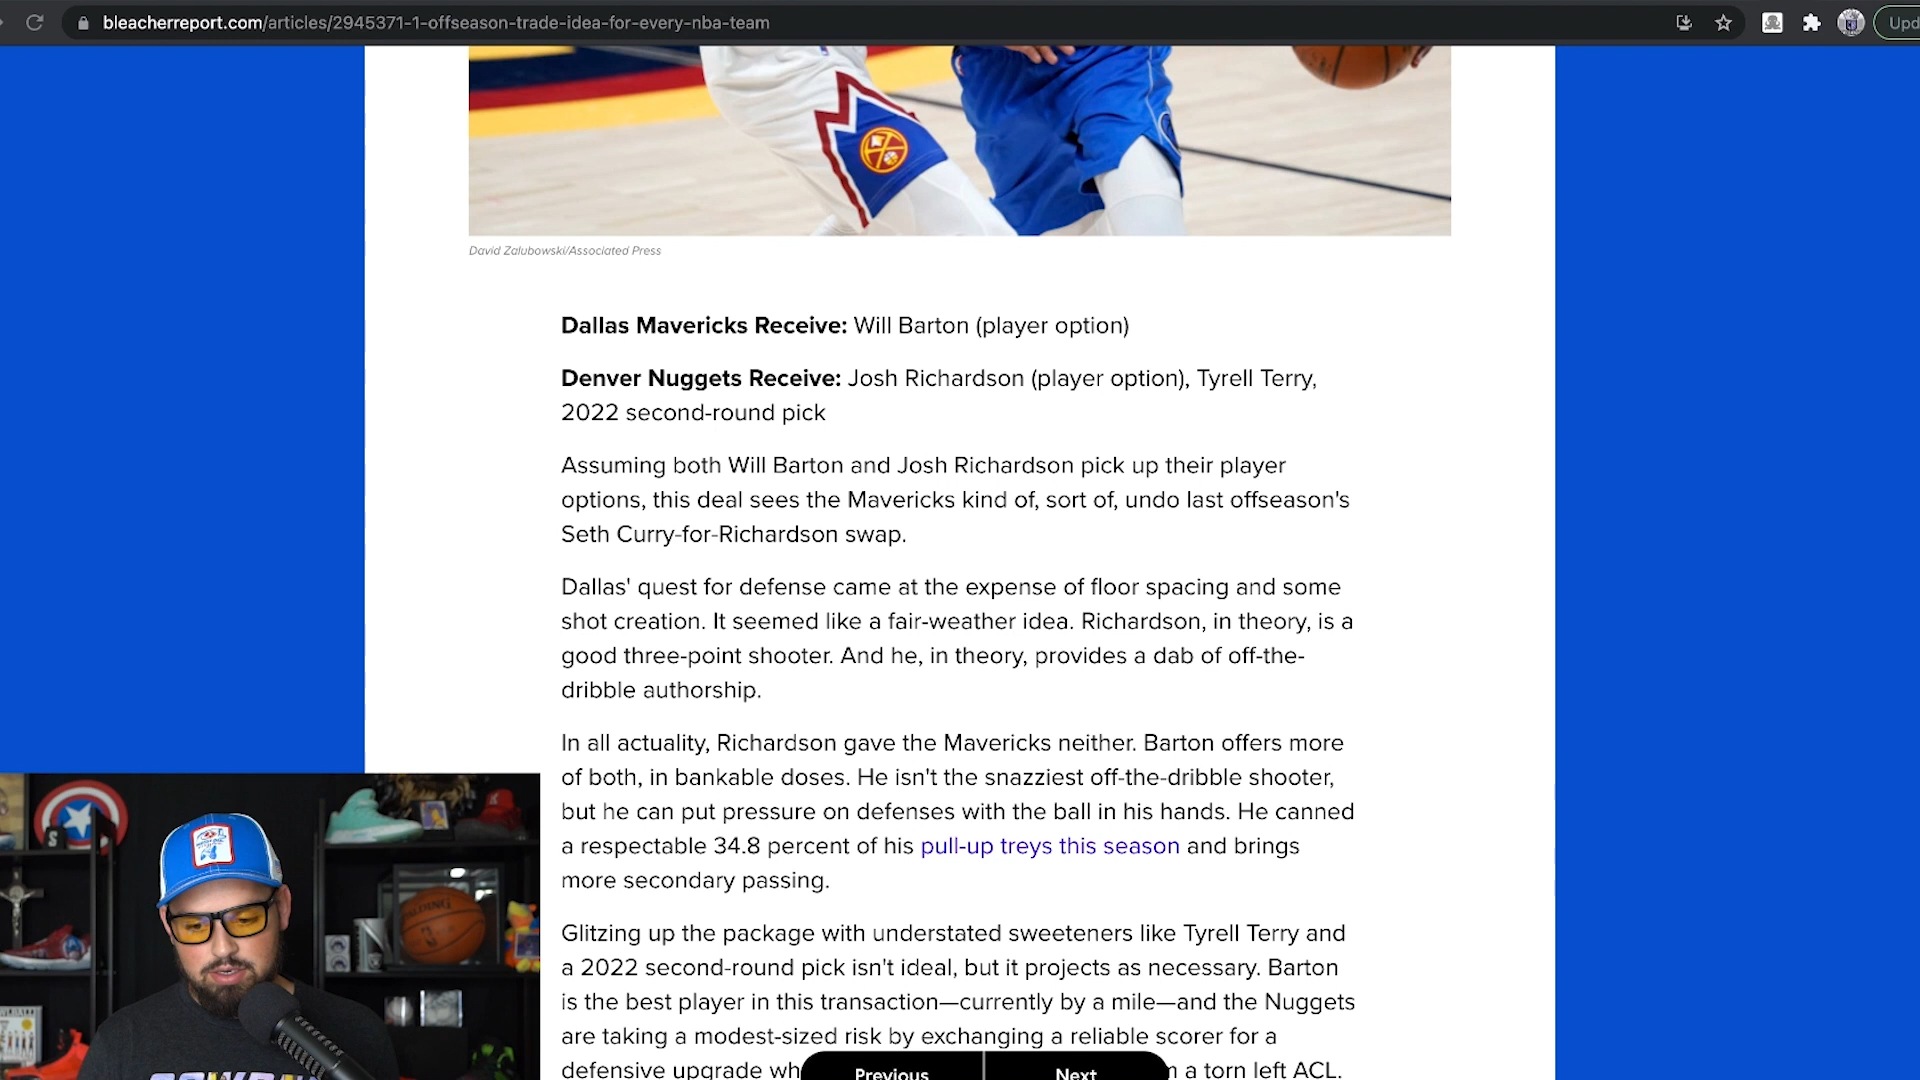 bleacherreport.com/articles/2945371-1-offseason-trade-idea-for-every-nba-team
Upd
David Zalubowski/Associated Press
Dallas Mavericks Receive: Will Barton (player option)
Denver Nuggets Receive: Josh Richardson (player option), Tyrell Terry,
2022 second-round pick
Assuming both Will Barton and Josh Richardson pick up their player
options, this deal sees the Mavericks kind of, sort of, undo last offseason's
Seth Curry-for-Richardson swap.
Dallas' quest for defense came at the expense of floor spacing and some
shot creation. It seemed like a fair-weather idea. Richardson, in theory, is a
good three-point shooter. And he, in theory, provides a dab of off-the-
dribble authorship.
In all actuality, Richardson gave the Mavericks neither. Barton offers more
of both, in bankable doses. He isn't the snazziest off-the-dribble shooter,
but he can put pressure on defenses with the ball in his hands. He canned
a respectable 34.8 percent of his pull-up treys this season and brings
more secondary passing.
Glitzing up the package with understated sweeteners like Tyrell Terry and
a 2022 second-round pick isn't ideal, but it projects as necessary. Barton
is the best player in this transaction—currently by a mile—and the Nuggets
are taking a modest-sized risk by exchanging a reliable scorer for a
defensive upgrade wh
a torn left ACL.
Previous
Next
SPALDING